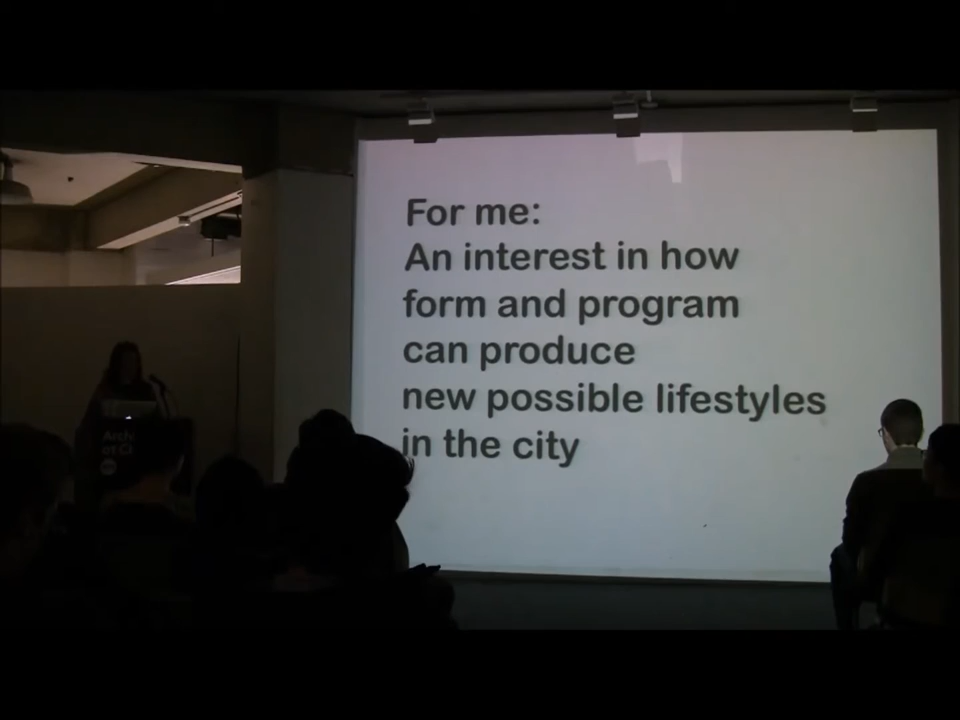 For me:
An interest in how
form and program
can produce
new possible lifestyles
in the city